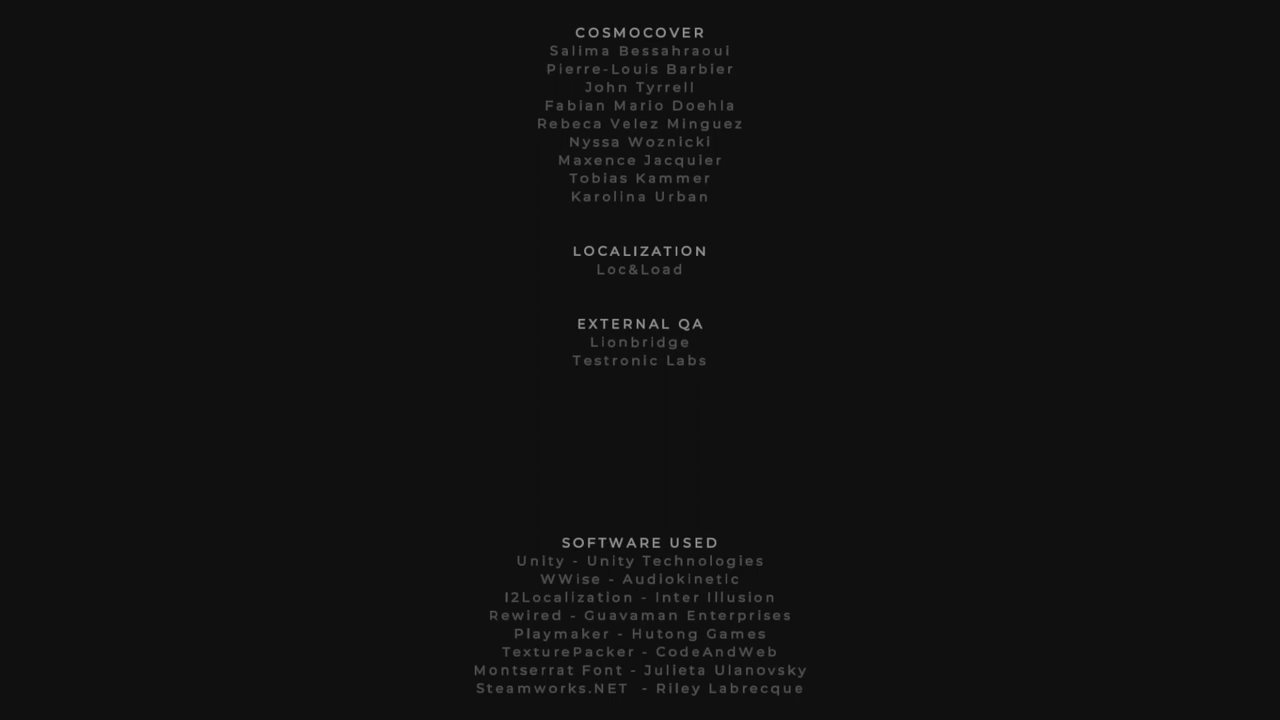 COSMOCOVER
Salima Bessahraoui
Pierre-Louis Barbier
John Tyrrell
Fabian Mario Doehla
Rebeca Velez Minguez
Nyssa Woznicki
Maxence Jacquier
Tobias Kammer
Karolina Urban
LOCALIZATION
Loc&Load
EXTERNAL QA
Lionbridge
Testronic Labs
SOFTWARE USED
Unity - Unity Technologies
WWise - Audiokinetic
I2Localization - Inter Illusion
Rewired - Guavaman Enterprises
Playmaker - Hutong Games
TexturePacker - CodeAndWeb
Montserrat Font - Julieta Ulanovsky
Steamworks.NET - Riley Labrecque